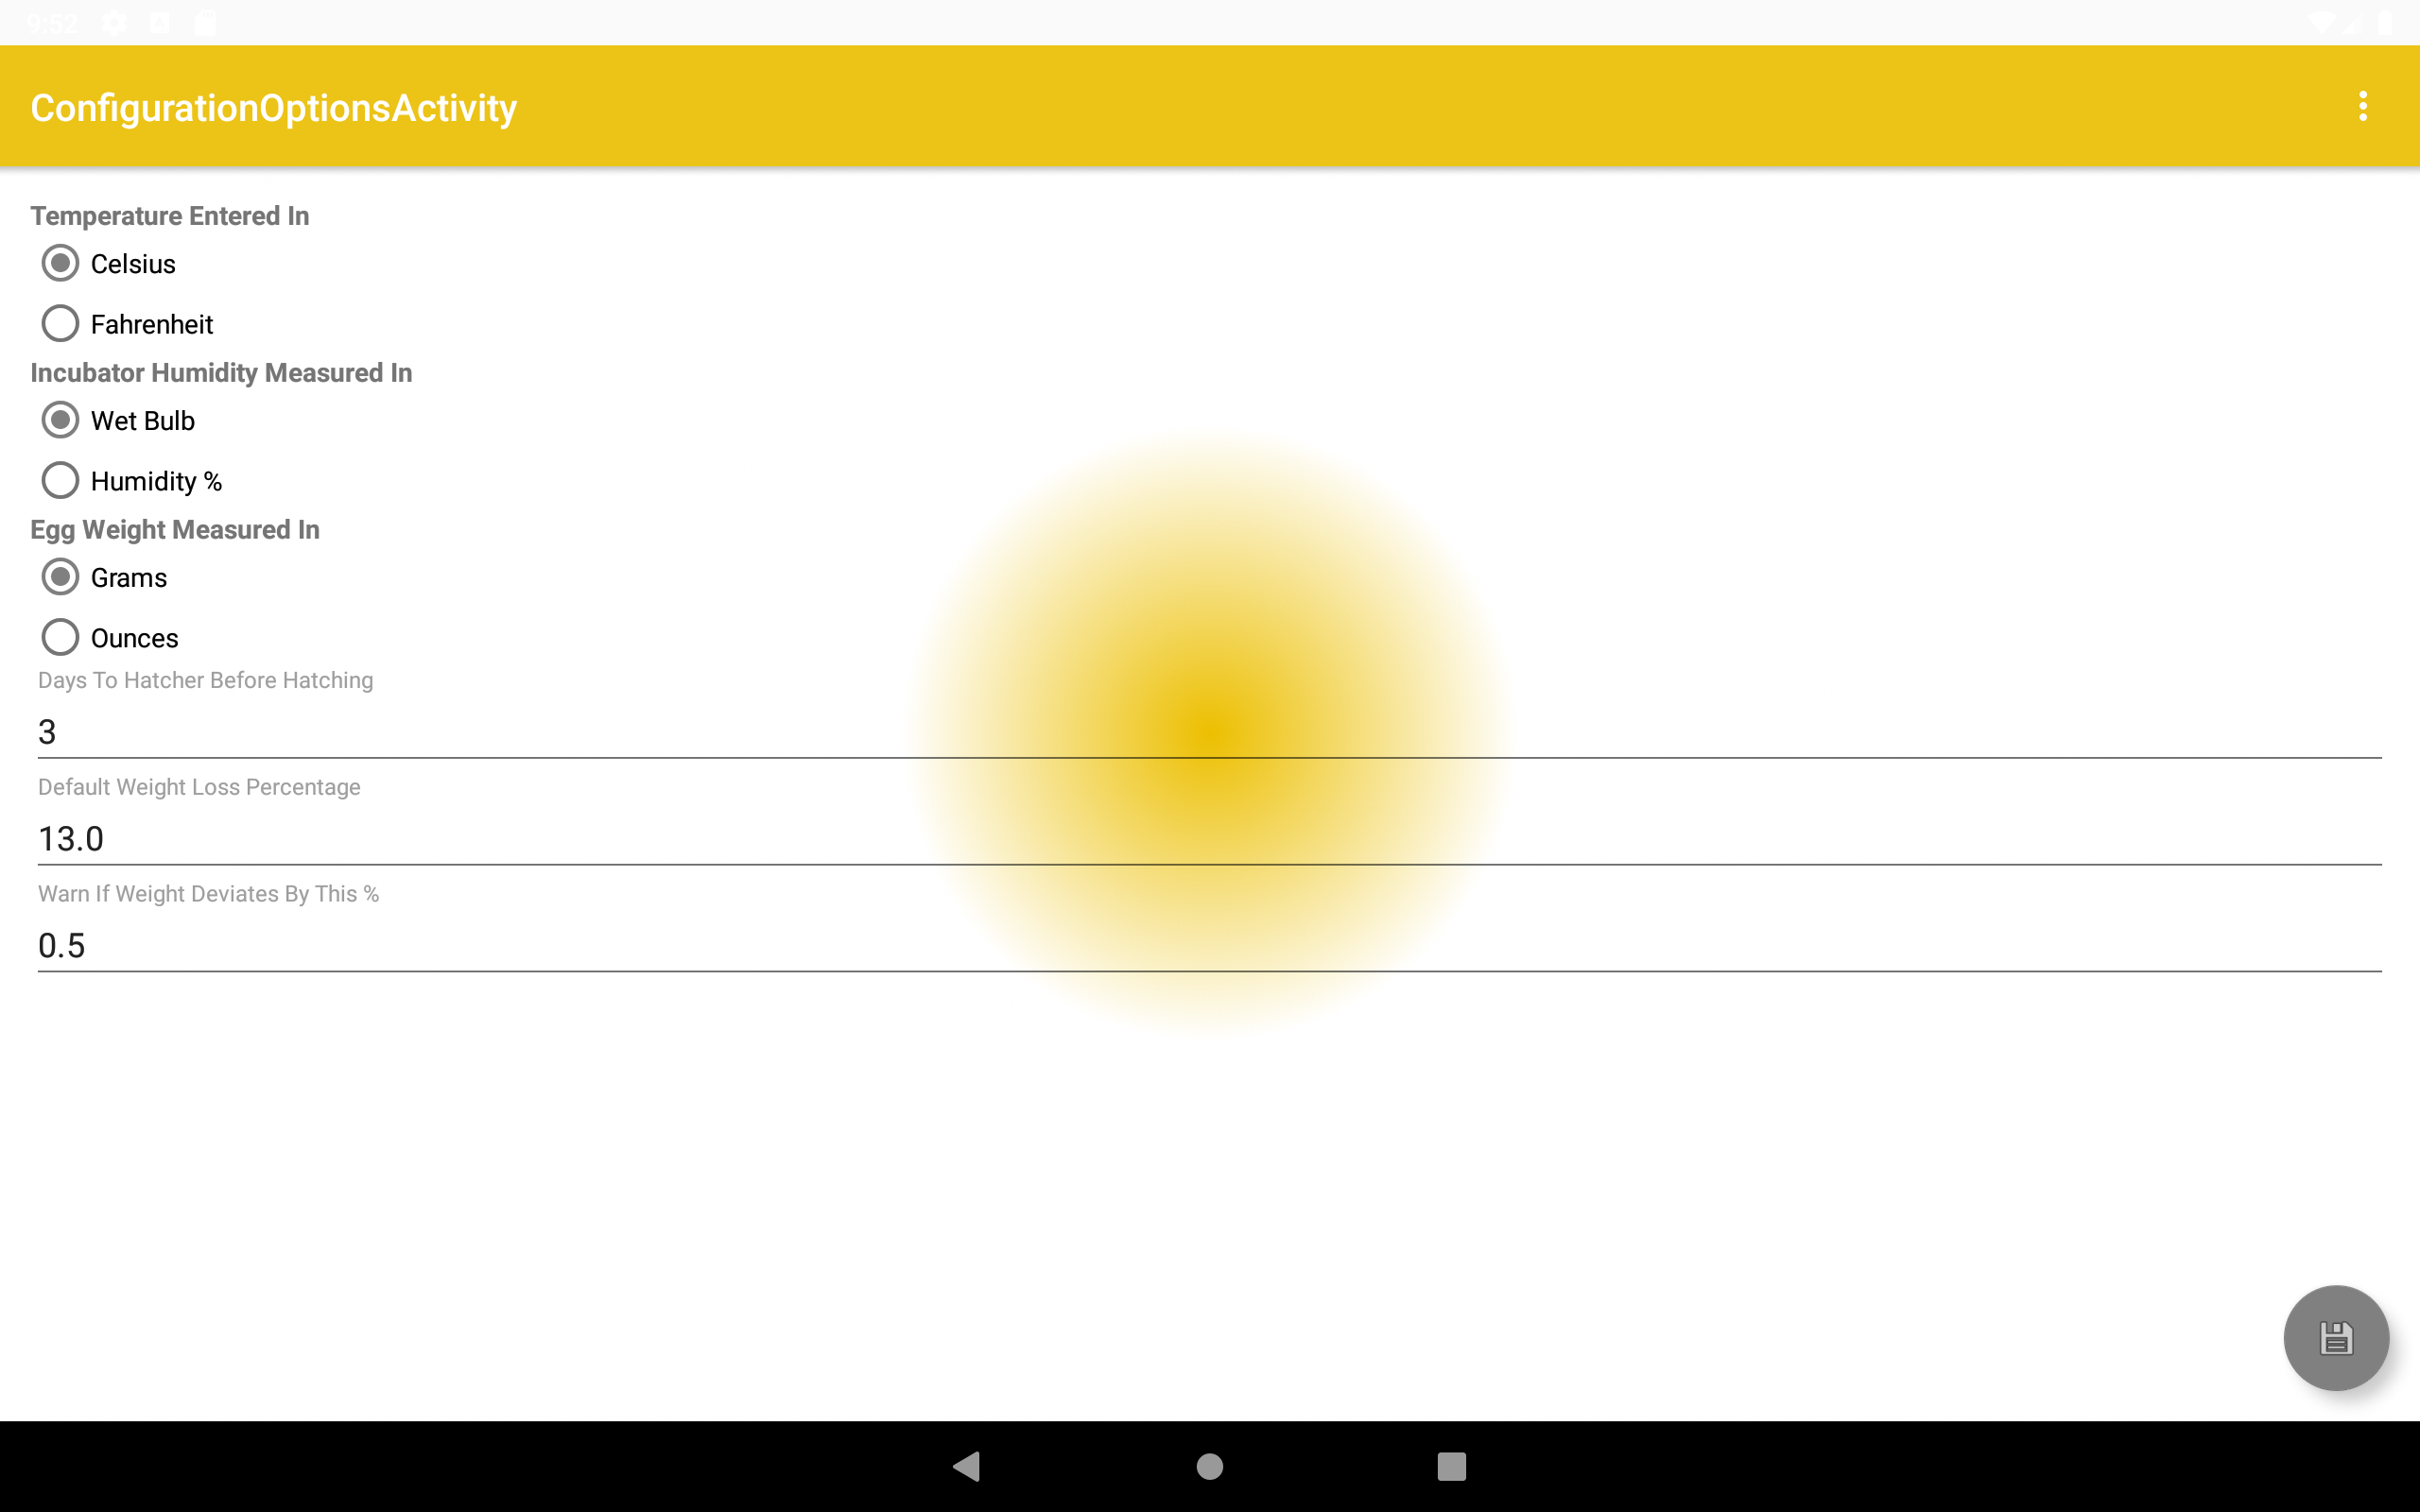 9:52
ConfigurationOptionsActivity
Temperature Entered In
Celsius
Fahrenheit
Incubator Humidity Measured In
Wet Bulb
Humidity %
Egg Weight Measured In
Grams
Ounces
Days To Hatcher Before Hatching
3
Default Weight Loss Percentage
13.0
Warn If Weight Deviates By This %
0.5